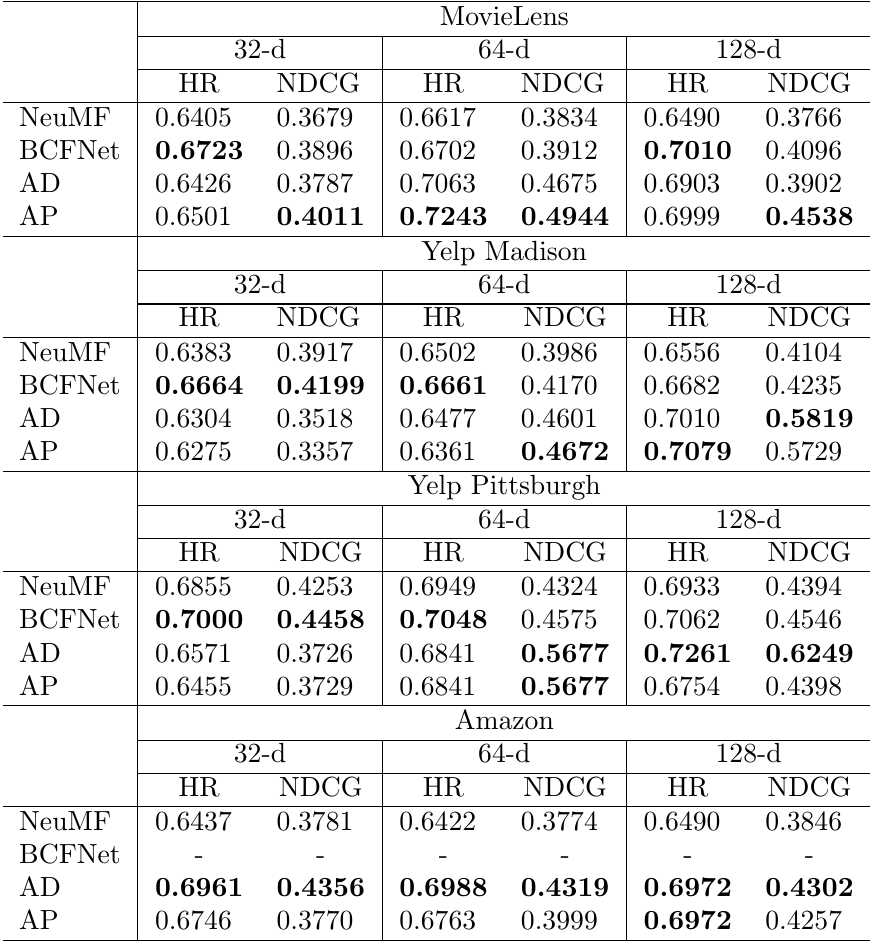 MovieLens
32-d 64-d 128-d
HR NDCG HR NDCG HR NDCG
NeuMF 0.6405 0.3679 0.6617 0.3834 0.6490 0.3766
BCFNet 0.6723 0.3896 0.6702 0.3912 0.7010 0.4096
AD 0.6426 0.3787 0.7063 0.4675 0.6903 0.3902
AP 0.6501 0.4011 0.7243 0.4944 0.6999 0.4538
Yelp Madison
32-d 64-d 128-d
HR NDCG HR NDCG HR NDCG
NeuMF 0.6383 0.3917 0.6502 0.3986 0.6556 0.4104
BCFNet 0.6664 0.4199 0.6661 0.4170 0.6682 0.4235
AD 0.6304 0.3518 0.6477 0.4601 0.7010 0.5819
AP 0.6275 0.3357 0.6361 0.4672 0.7079 0.5729
Yelp Pittsburgh
32-d 64-d 128-d
HR NDCG HR NDCG HR NDCG
NeuMF 0.6855 0.4253 0.6949 0.4324 0.6933 0.4394
BCFNet 0.7000 0.4458 0.7048 0.4575 0.7062 0.4546
AD 0.6571 0.3726 0.6841 0.5677 0.7261 0.6249
AP 0.6455 0.3729 0.6841 0.5677 0.6754 0.4398
Amazon
32-d 64-d 128-d
HR NDCG HR NDCG HR NDCG
NeuMF 0.6437 0.3781 0.6422 0.3774 0.6490 0.3846
BCFNet - - - - - -
AD 0.6961 0.4356 0.6988 0.4319 0.6972 0.4302
AP 0.6746 0.3770 0.6763 0.3999 0.6972 0.4257